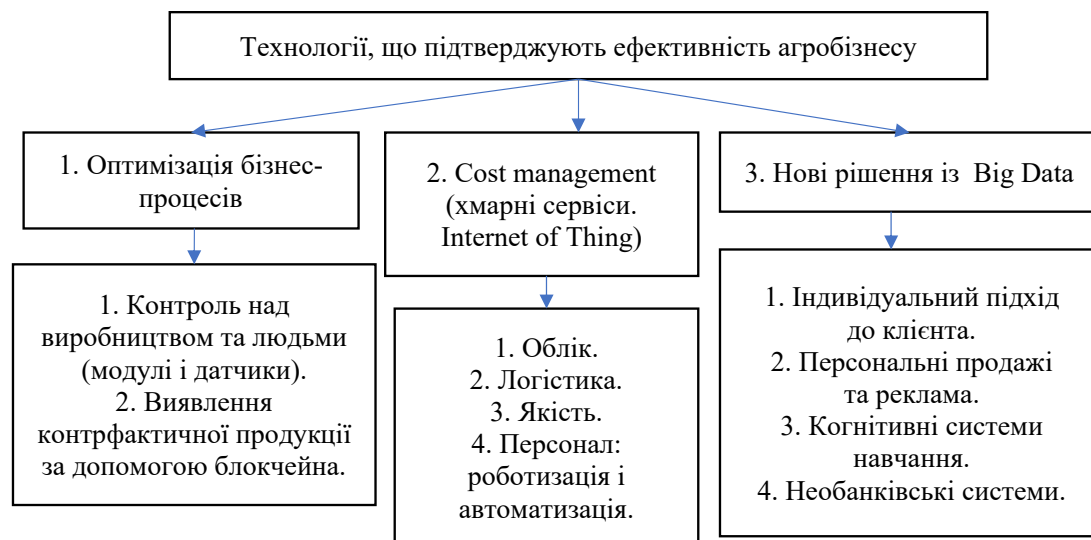 Технології, що підтверджують ефективність агробізнесу
1. Оптимізація бізнес-
процесів
2. Cost management
(хмарні сервіси.
Internet of Thing)
3. Нові рішення із Big Data
1. Контроль над
виробництвом та людьми
(модулі і датчики).
2. Виявлення
контрфактичної продукції
за допомогою блокчейна.
1. Облік.
2. Логістика.
3. Якість.
4. Персонал:
роботизація і
автоматизація.
1. Індивідуальний підхід
до клієнта.
2. Персональні продажі
та реклама.
3. Когнітивні системи
навчання.
4. Необанківські системи.